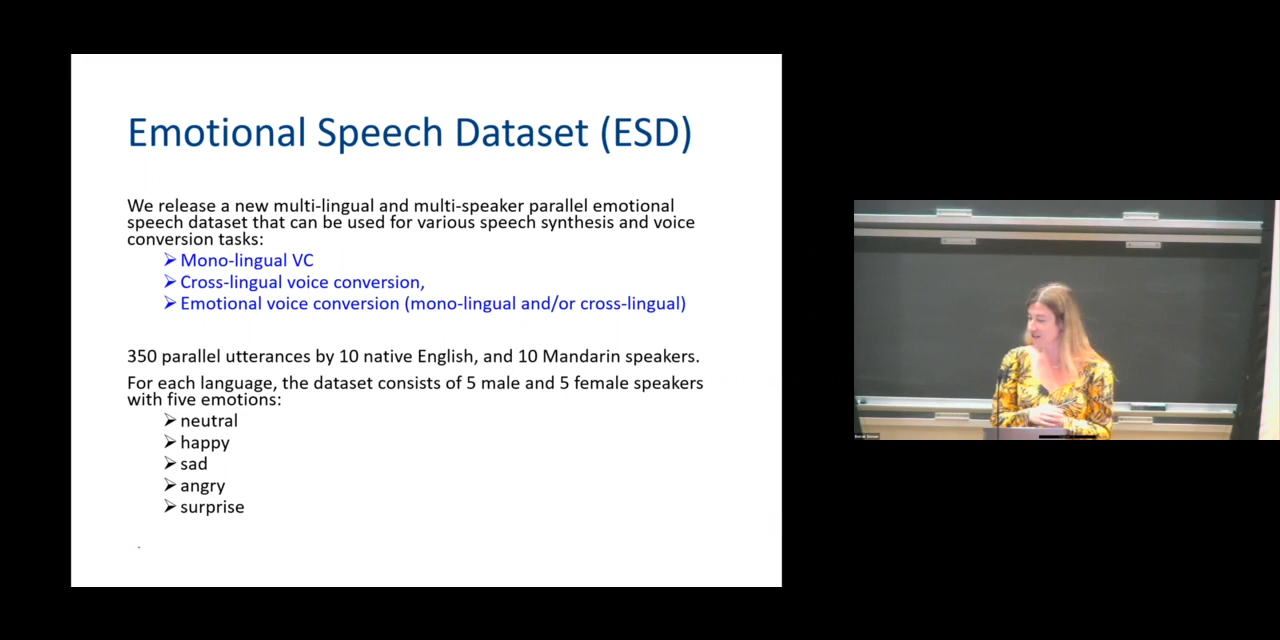 Emotional Speech Dataset (ESD)
We release a new multi-lingual and multi-speaker parallel emotional
speech dataset that can be used for various speech synthesis and voice
conversion tasks:
➢ Mono-lingual VC
➢ Cross-lingual voice conversion,
➢ Emotional voice conversion (mono-lingual and/or cross-lingual)
350 parallel utterances by 10 native English, and 10 Mandarin speakers.
For each language, the dataset consists of 5 male and 5 female speakers
with five emotions:
➢ neutral
➢ happy
➢ sad
➢ angry
➢ surprise